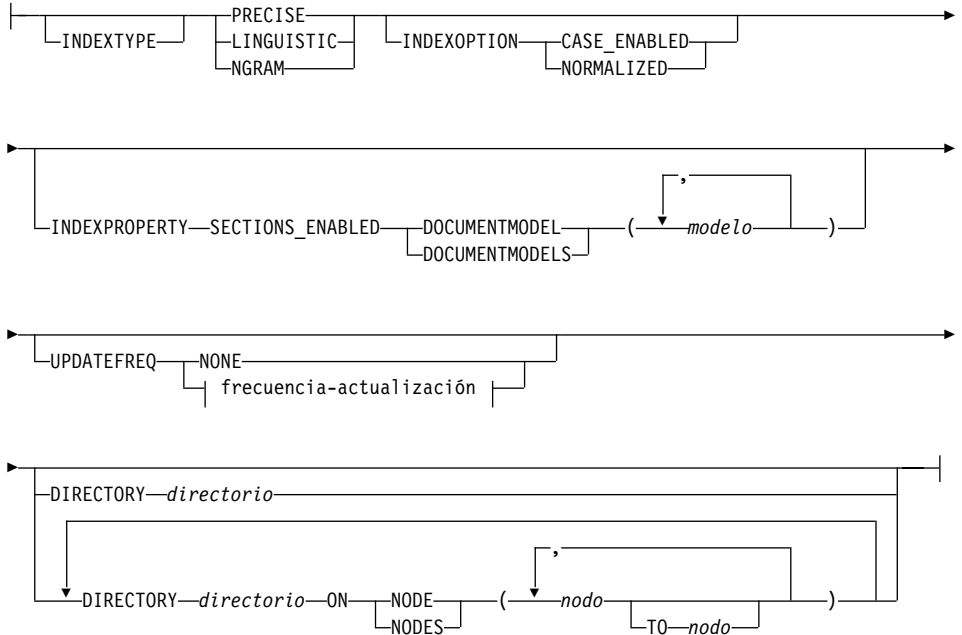 PRECISE
INDEXTYPE LINGUISTIC INDEXOPTION CASE_ENABLED
NGRAM NORMALIZED
,
INDEXPROPERTY SECTIONS_ENABLED DOCUMENTMODEL ( modelo )
DOCUMENTMODELS
UPDATEFREQ NONE
frecuencia-actualización
DIRECTORY directorio
,
DIRECTORY directorio ON NODE ( nodo )
NODES TO nodo